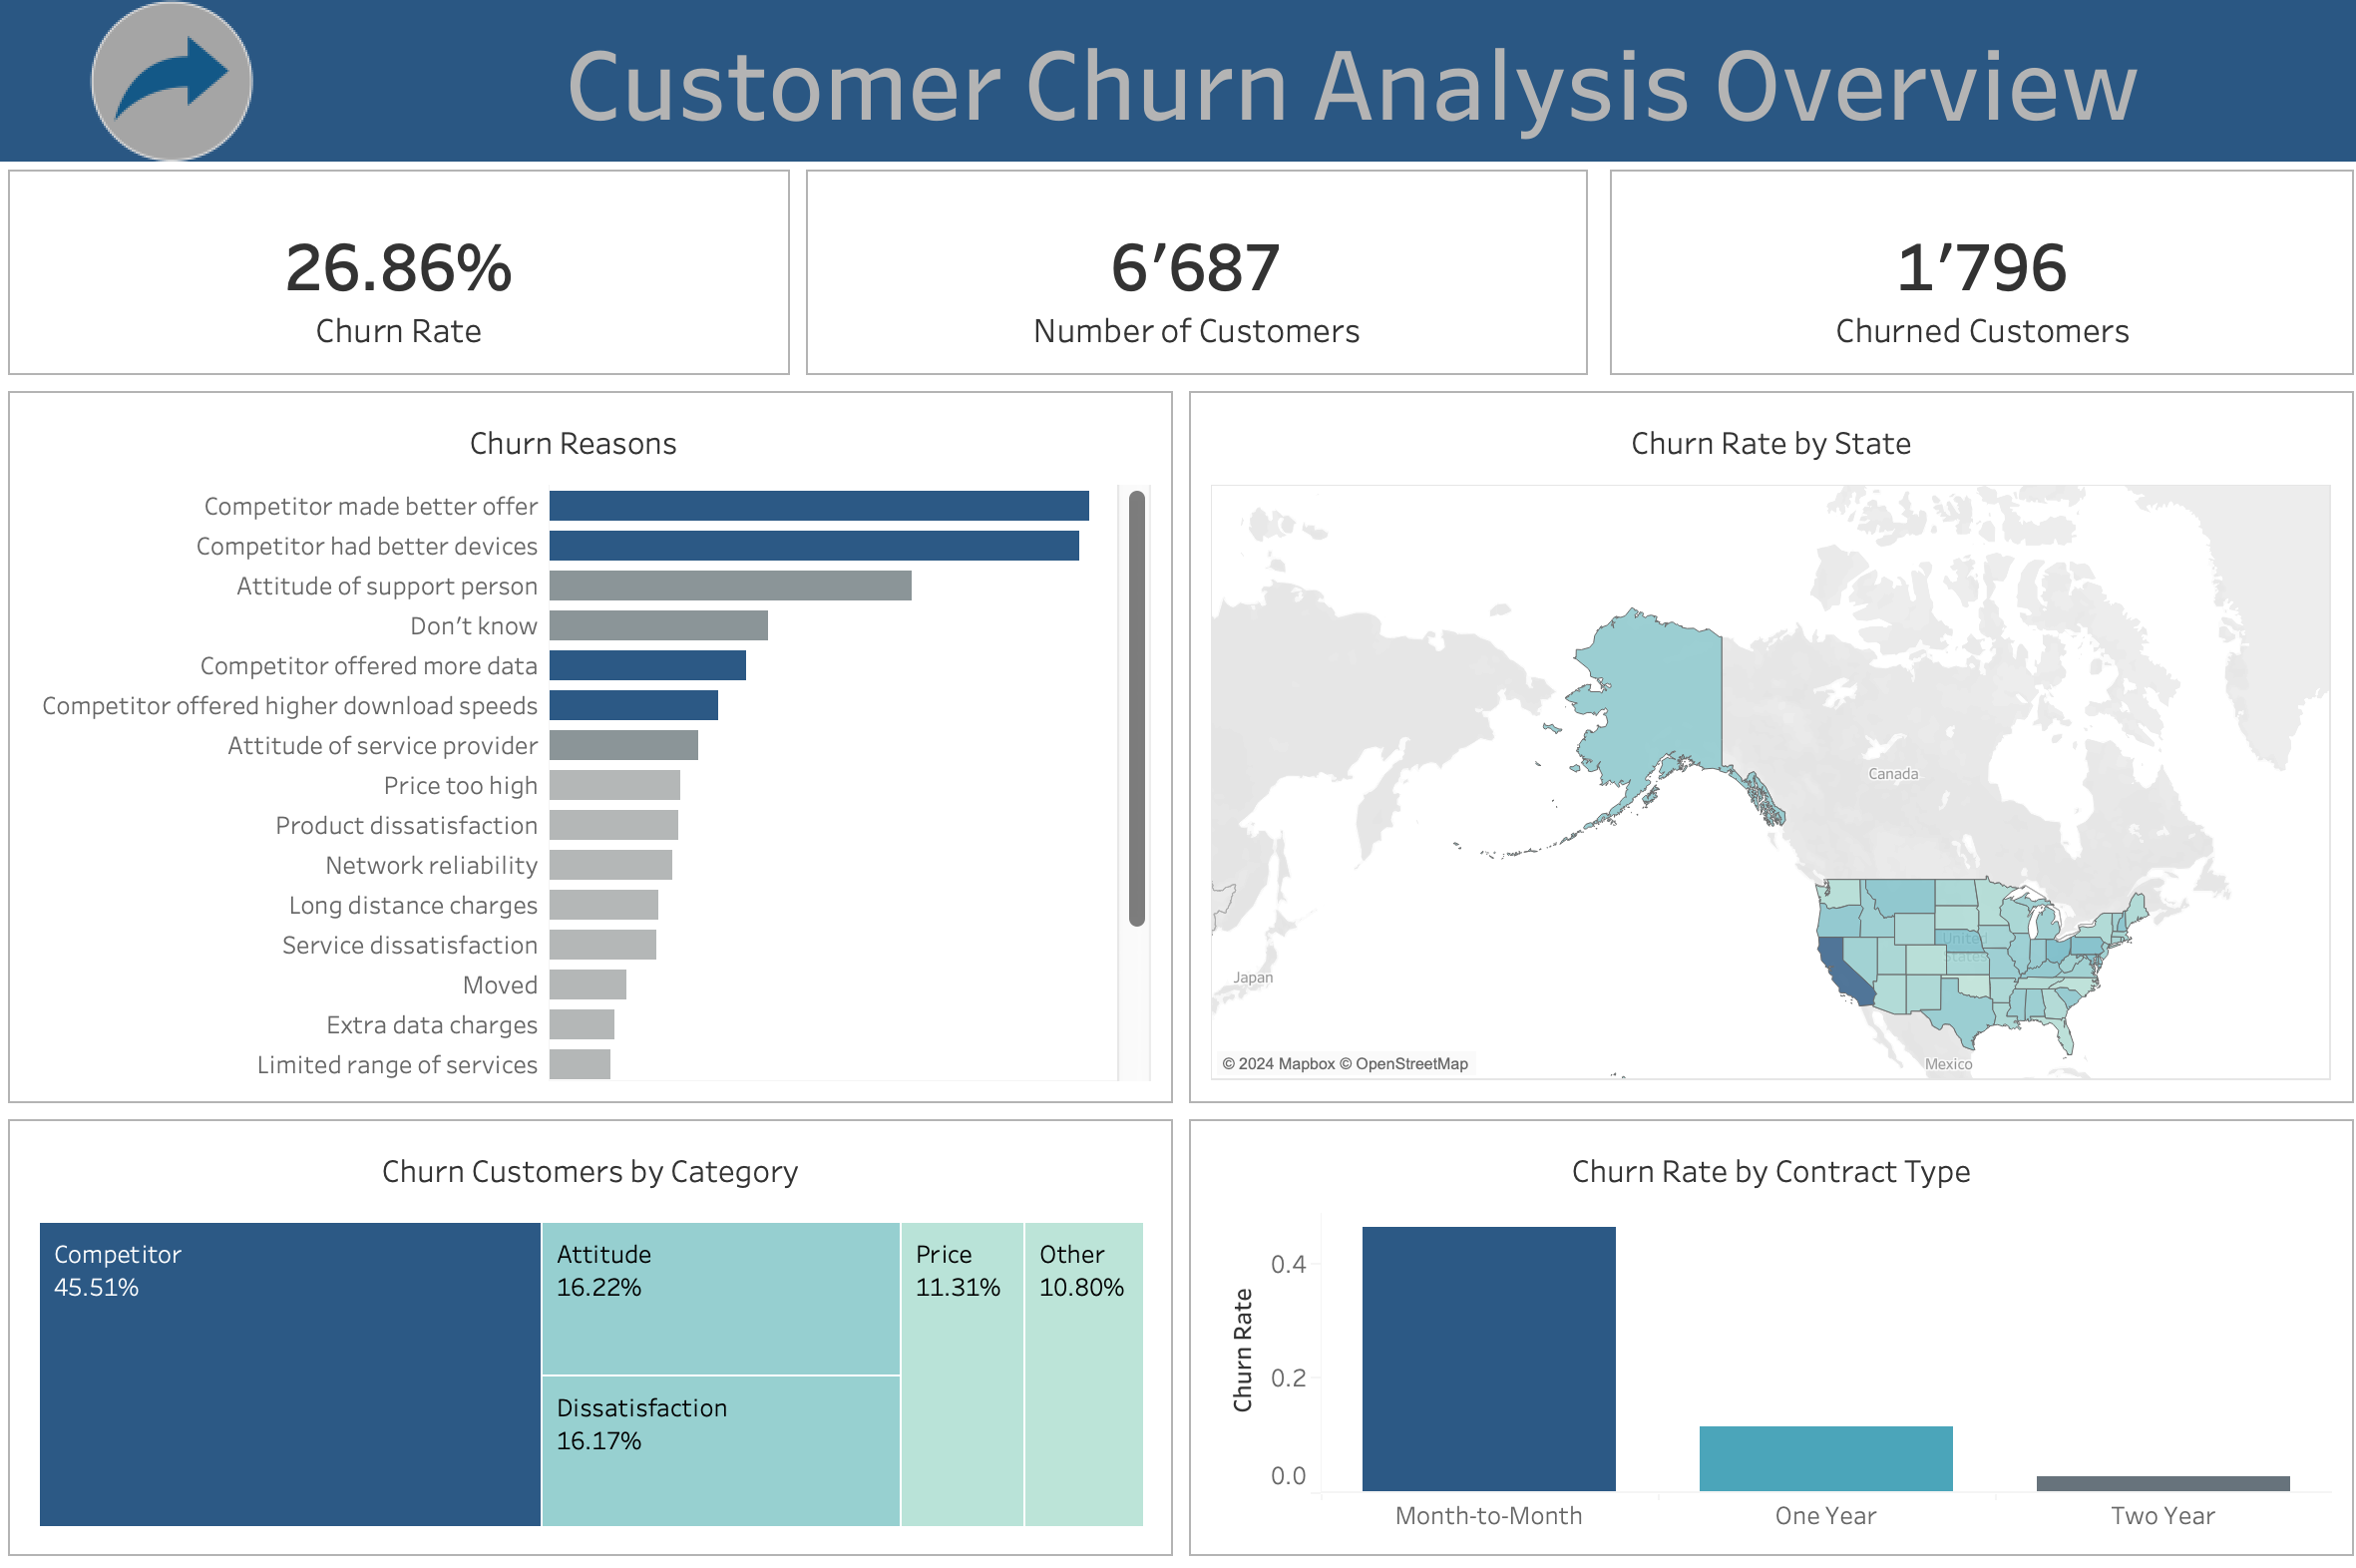 Customer Churn Analysis Overview
26.86%
Churn Rate
6’687
Number of Customers
1’796
Churned Customers
Churn Reasons
Competitor made better offer
Competitor had better devices
Attitude of support person
Don’t know
Competitor offered more data
Competitor offered higher download speeds
Attitude of service provider
Price too high
Product dissatisfaction
Network reliability
Long distance charges
Service dissatisfaction
Moved
Extra data charges
Limited range of services
Churn Rate by State
Canada
United
States
Japan
Mexico
© 2024 Mapbox © OpenStreetMap
Churn Customers by Category
Competitor
45.51%
Attitude
16.22%
Dissatisfaction
16.17%
Price
11.31%
Other
10.80%
Churn Rate by Contract Type
Churn Rate
0.4
0.2
0.0
Month-to-Month
One Year
Two Year